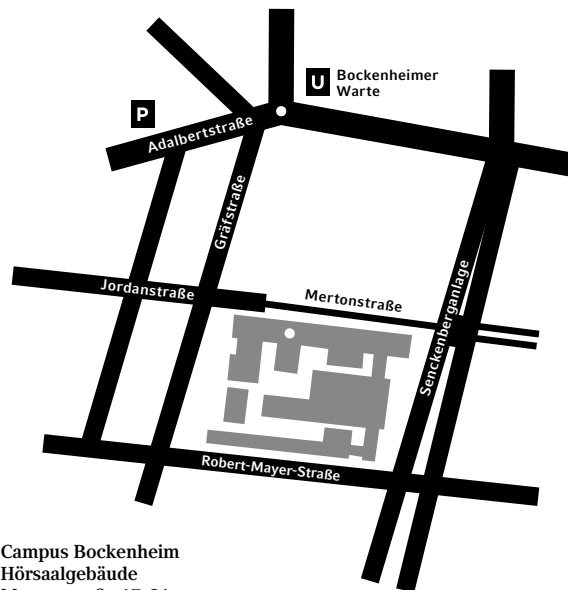 U Bockenheimer
Warte
P
Adalbertstraße
Gräfstraße
Jordanstraße
Mertonstraße
Senckenberganlage
Robert-Mayer-Straße
Campus Bockenheim
Hörsaalgebäude